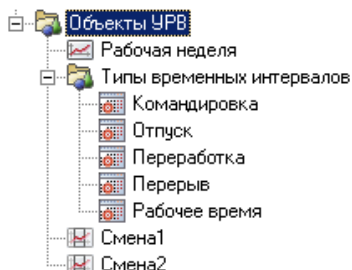 Объекты УРВ
Рабочая неделя
Типы временных интервалов
Командировка
Отпуск
Переработка
Перерыв
Рабочее время
Смена1
Смена2